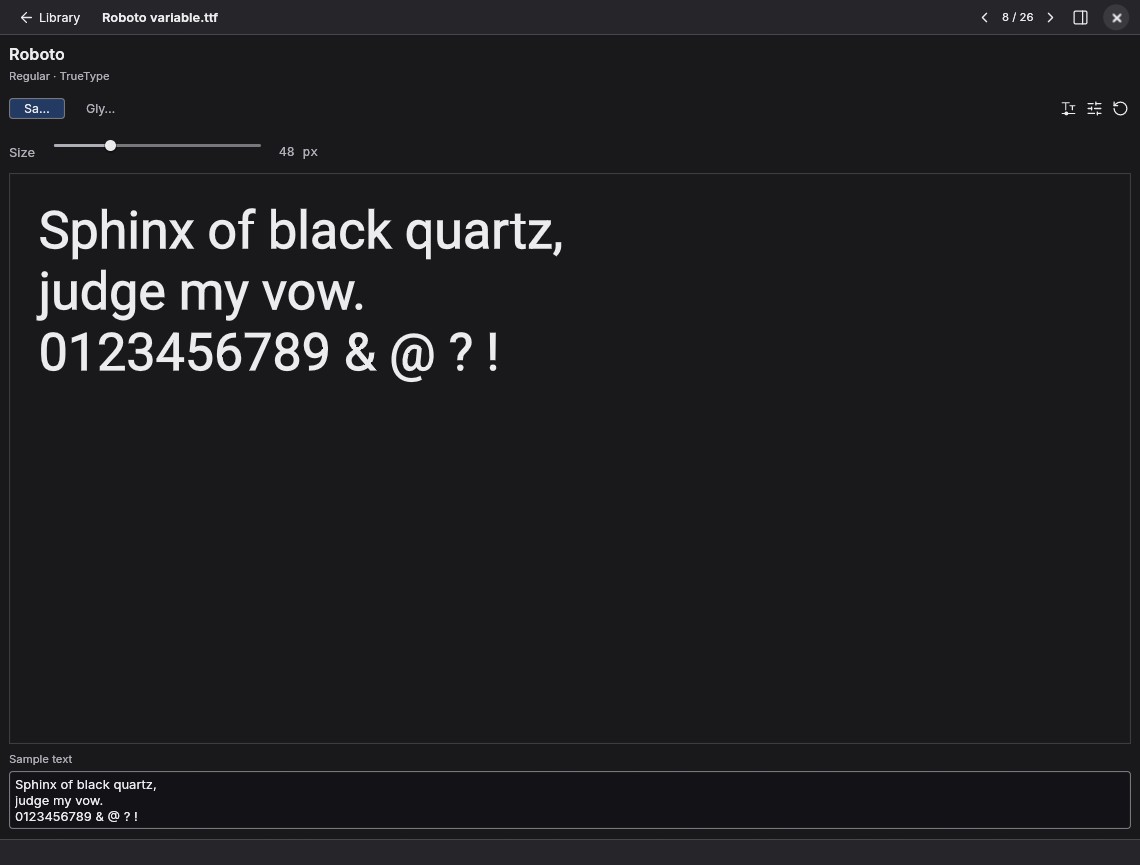 Library Roboto variable.ttf 8 / 26
Roboto
Regular · TrueType
Sa... Gly...
Size 48 px
Sphinx of black quartz,
judge my vow.
0123456789 & @ ? !
Sample text
Sphinx of black quartz,
judge my vow.
0123456789 & @ ? !